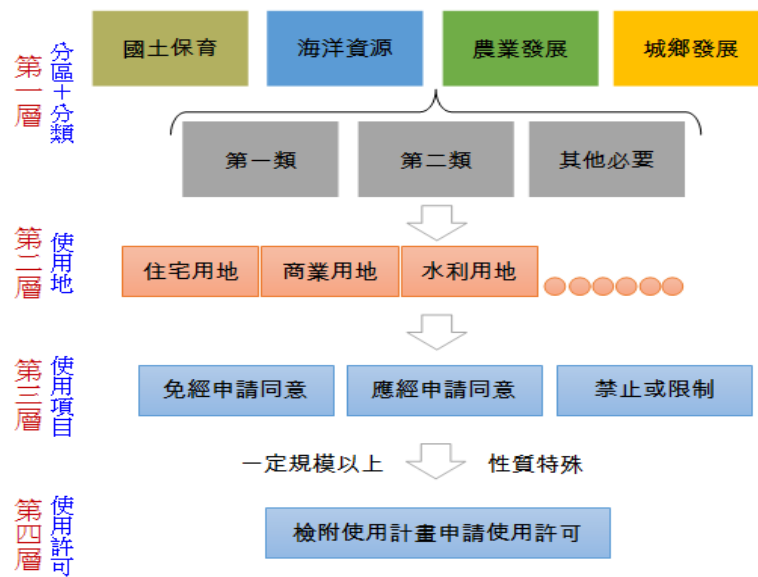 第一層
分區＋分類
國土保育
海洋資源
農業發展
城鄉發展
第一類
第二類
其他必要
第二層
使用地
住宅用地
商業用地
水利用地
第三層
使用項目
免經申請同意
應經申請同意
禁止或限制
一定規模以上
性質特殊
第四層
使用許可
檢附使用計畫申請使用許可